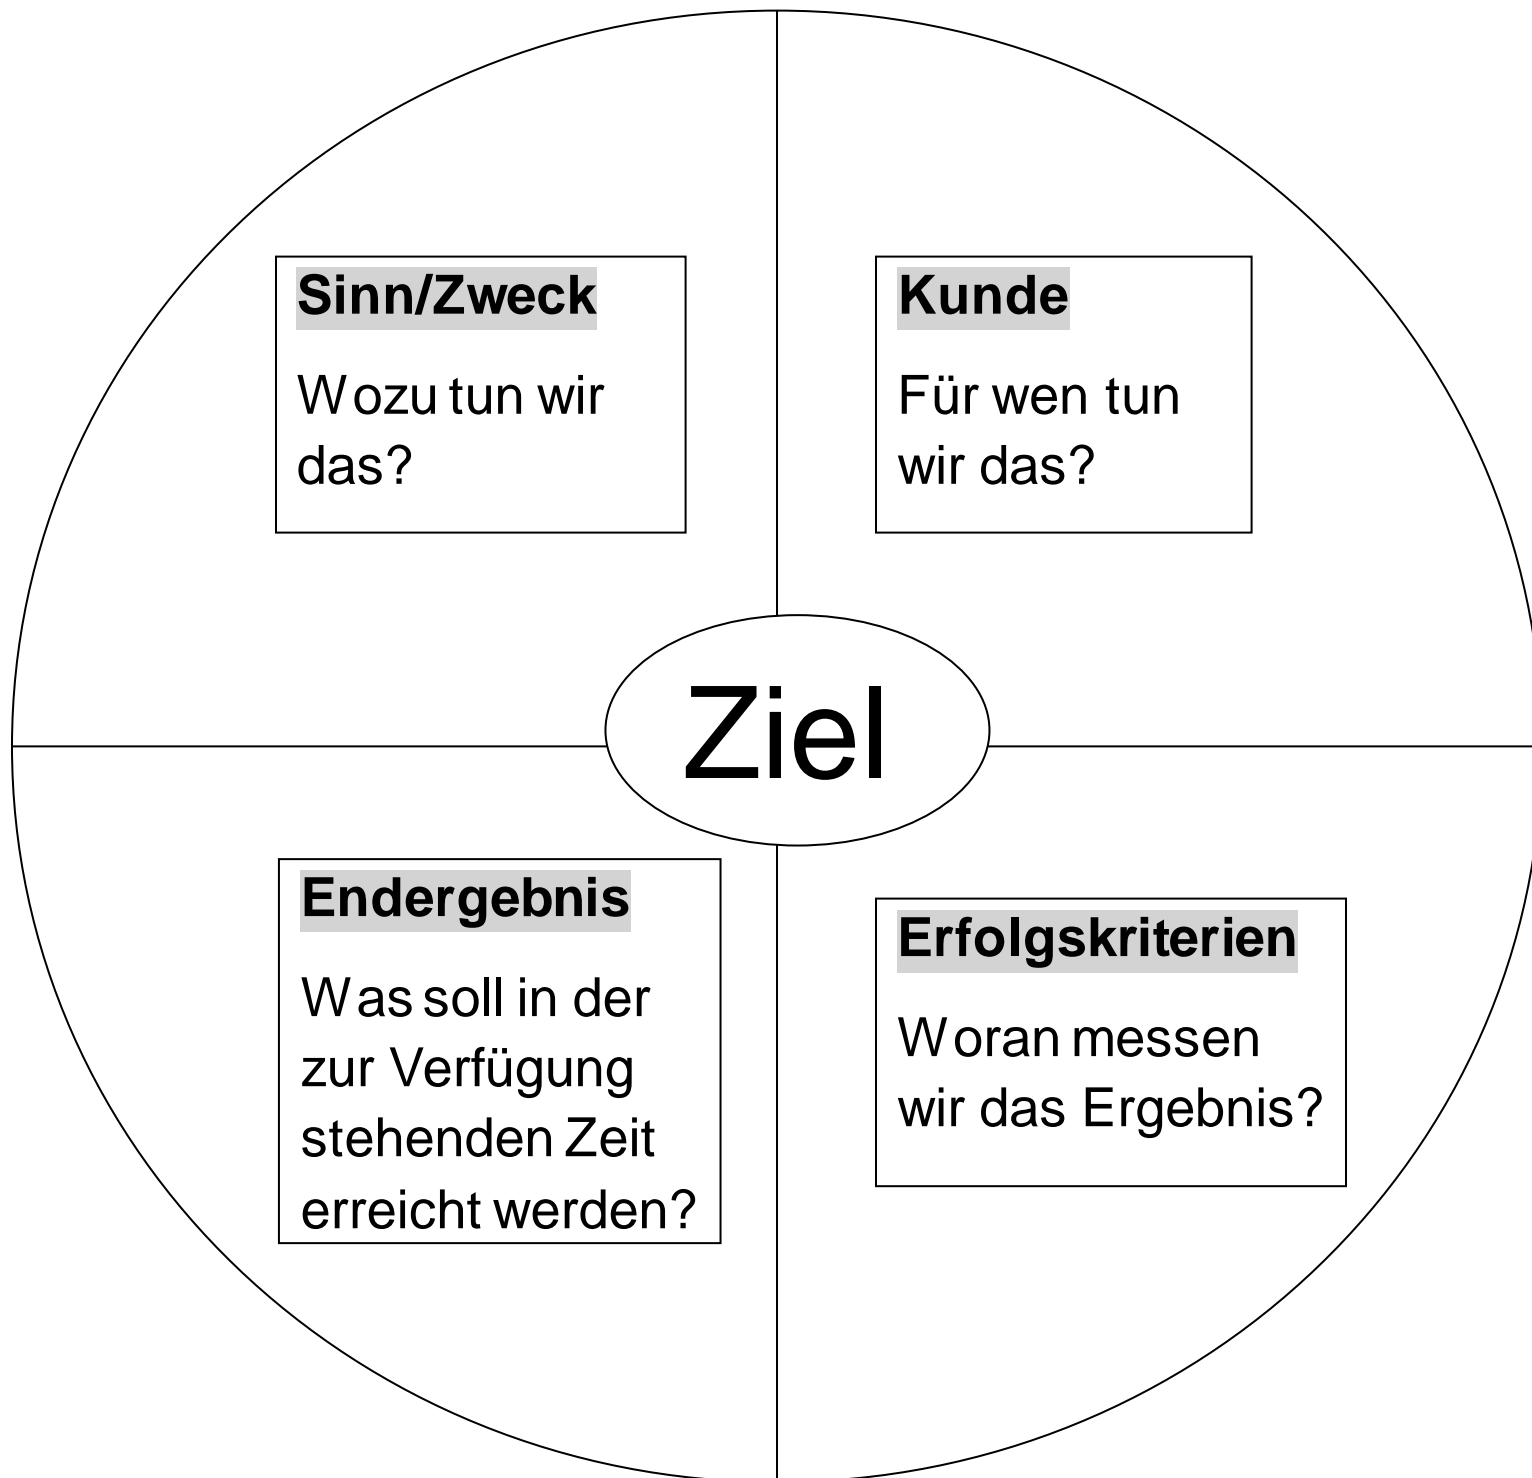 Sinn/Zweck
Wozu tun wir
das?
Kunde
Für wen tun
wir das?
Ziel
Endergebnis
Was soll in der
zur Verfügung
stehenden Zeit
erreicht werden?
Erfolgskriterien
Woran messen
wir das Ergebnis?